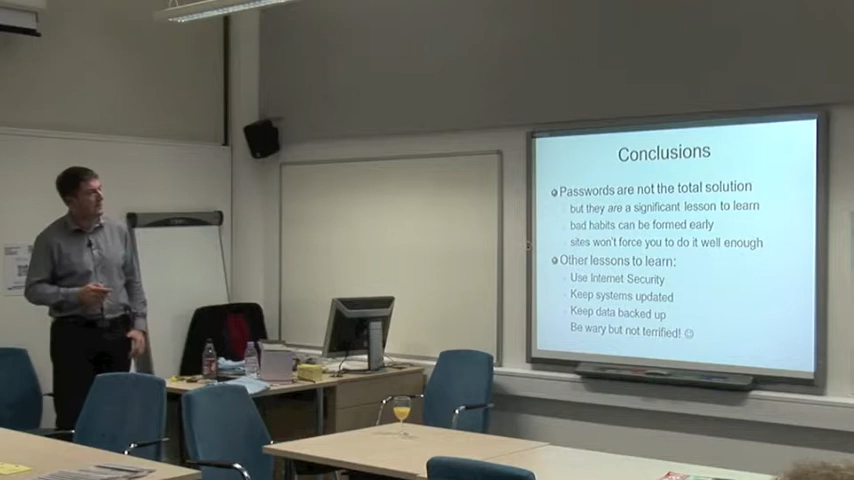 Conclusions
Passwords are not the total solution
but they are a significant lesson to learn
bad habits can be formed early
sites won't force you to do it well enough
Other lessons to learn:
Use Internet Security
Keep systems updated
Keep data backed up
Be wary but not terrified! ☺